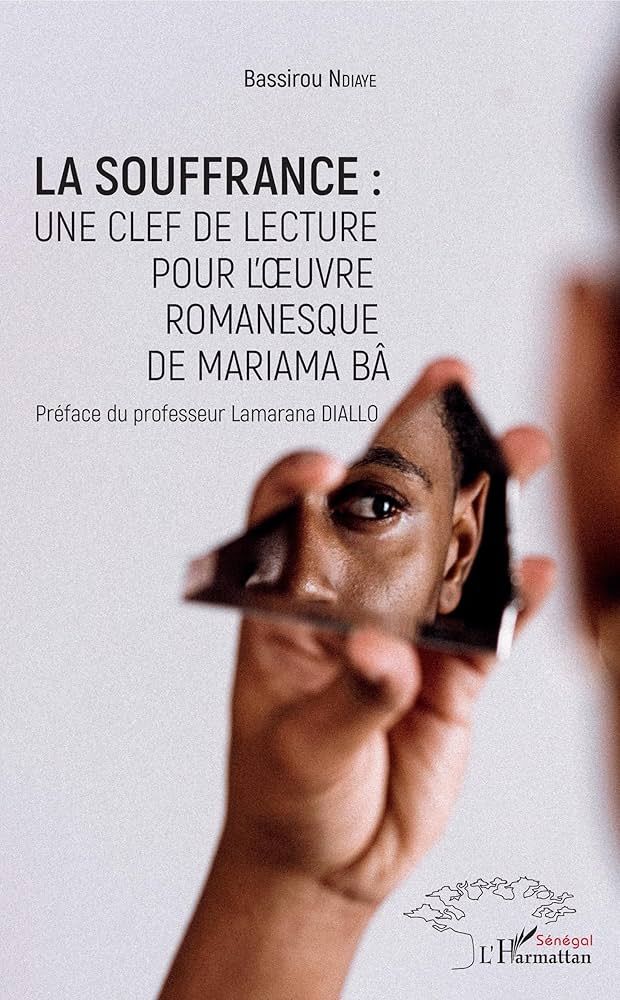 Bassirou NDIAYE
LA SOUFFRANCE :
UNE CLEF DE LECTURE
POUR L'ŒUVRE
ROMANESQUE
DE MARIAMA BÂ
Préface du professeur Lamarana DIALLO
Sénégal
L'Harmattan